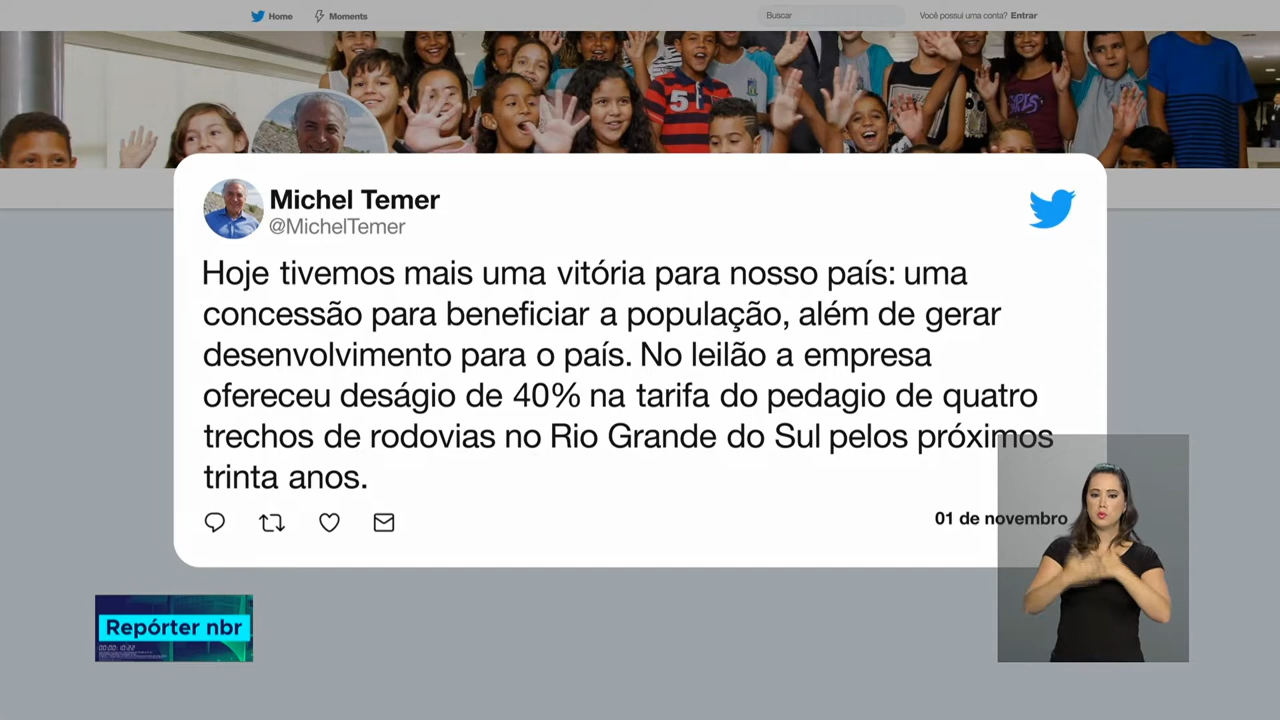 Home
Moments
Buscar
Você possui uma conta? Entrar
5
Michel Temer
@MichelTemer
Hoje tivemos mais uma vitória para nosso país: uma
concessão para beneficiar a população, além de gerar
desenvolvimento para o país. No leilão a empresa
ofereceu deságio de 40% na tarifa do pedagio de quatro
trechos de rodovias no Rio Grande do Sul pelos próximos
trinta anos.
01 de novembro
Repórter nbr